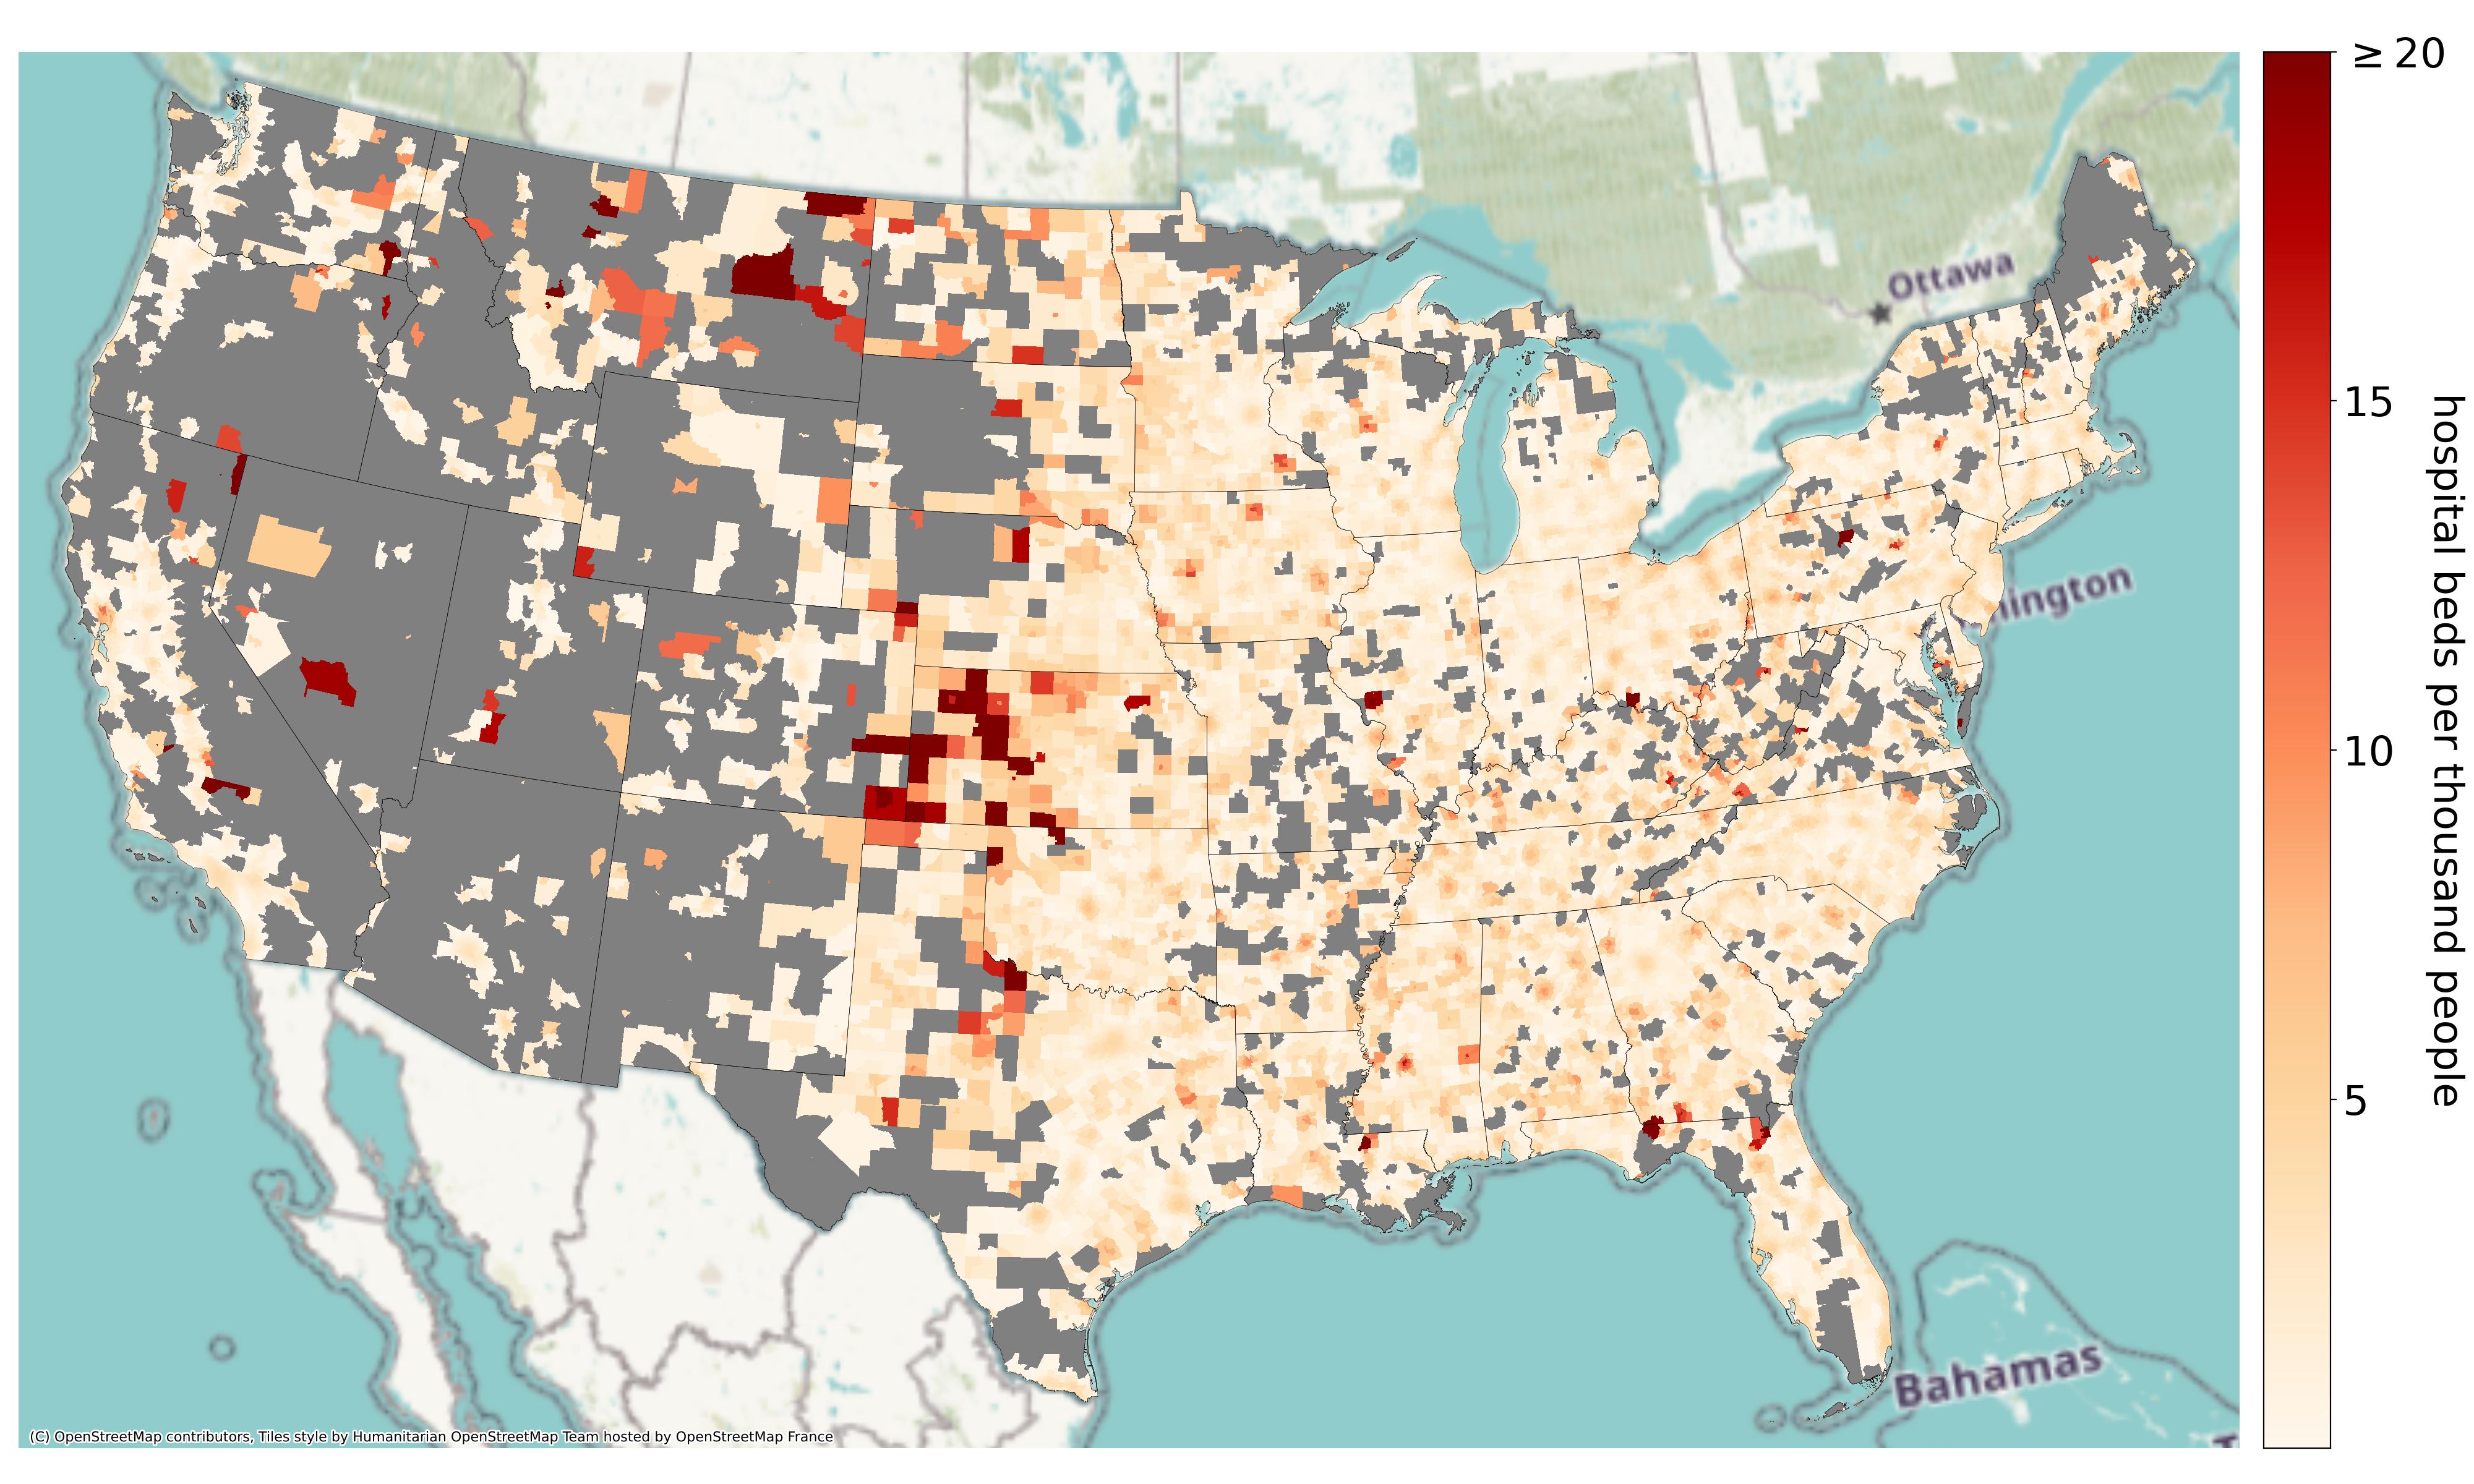 ≥ 20
Ottawa
15
hospital beds per thousand people
ington
10
5
Bahamas
(C) OpenStreetMap contributors, Tiles style by Humanitarian OpenStreetMap Team hosted by OpenStreetMap France